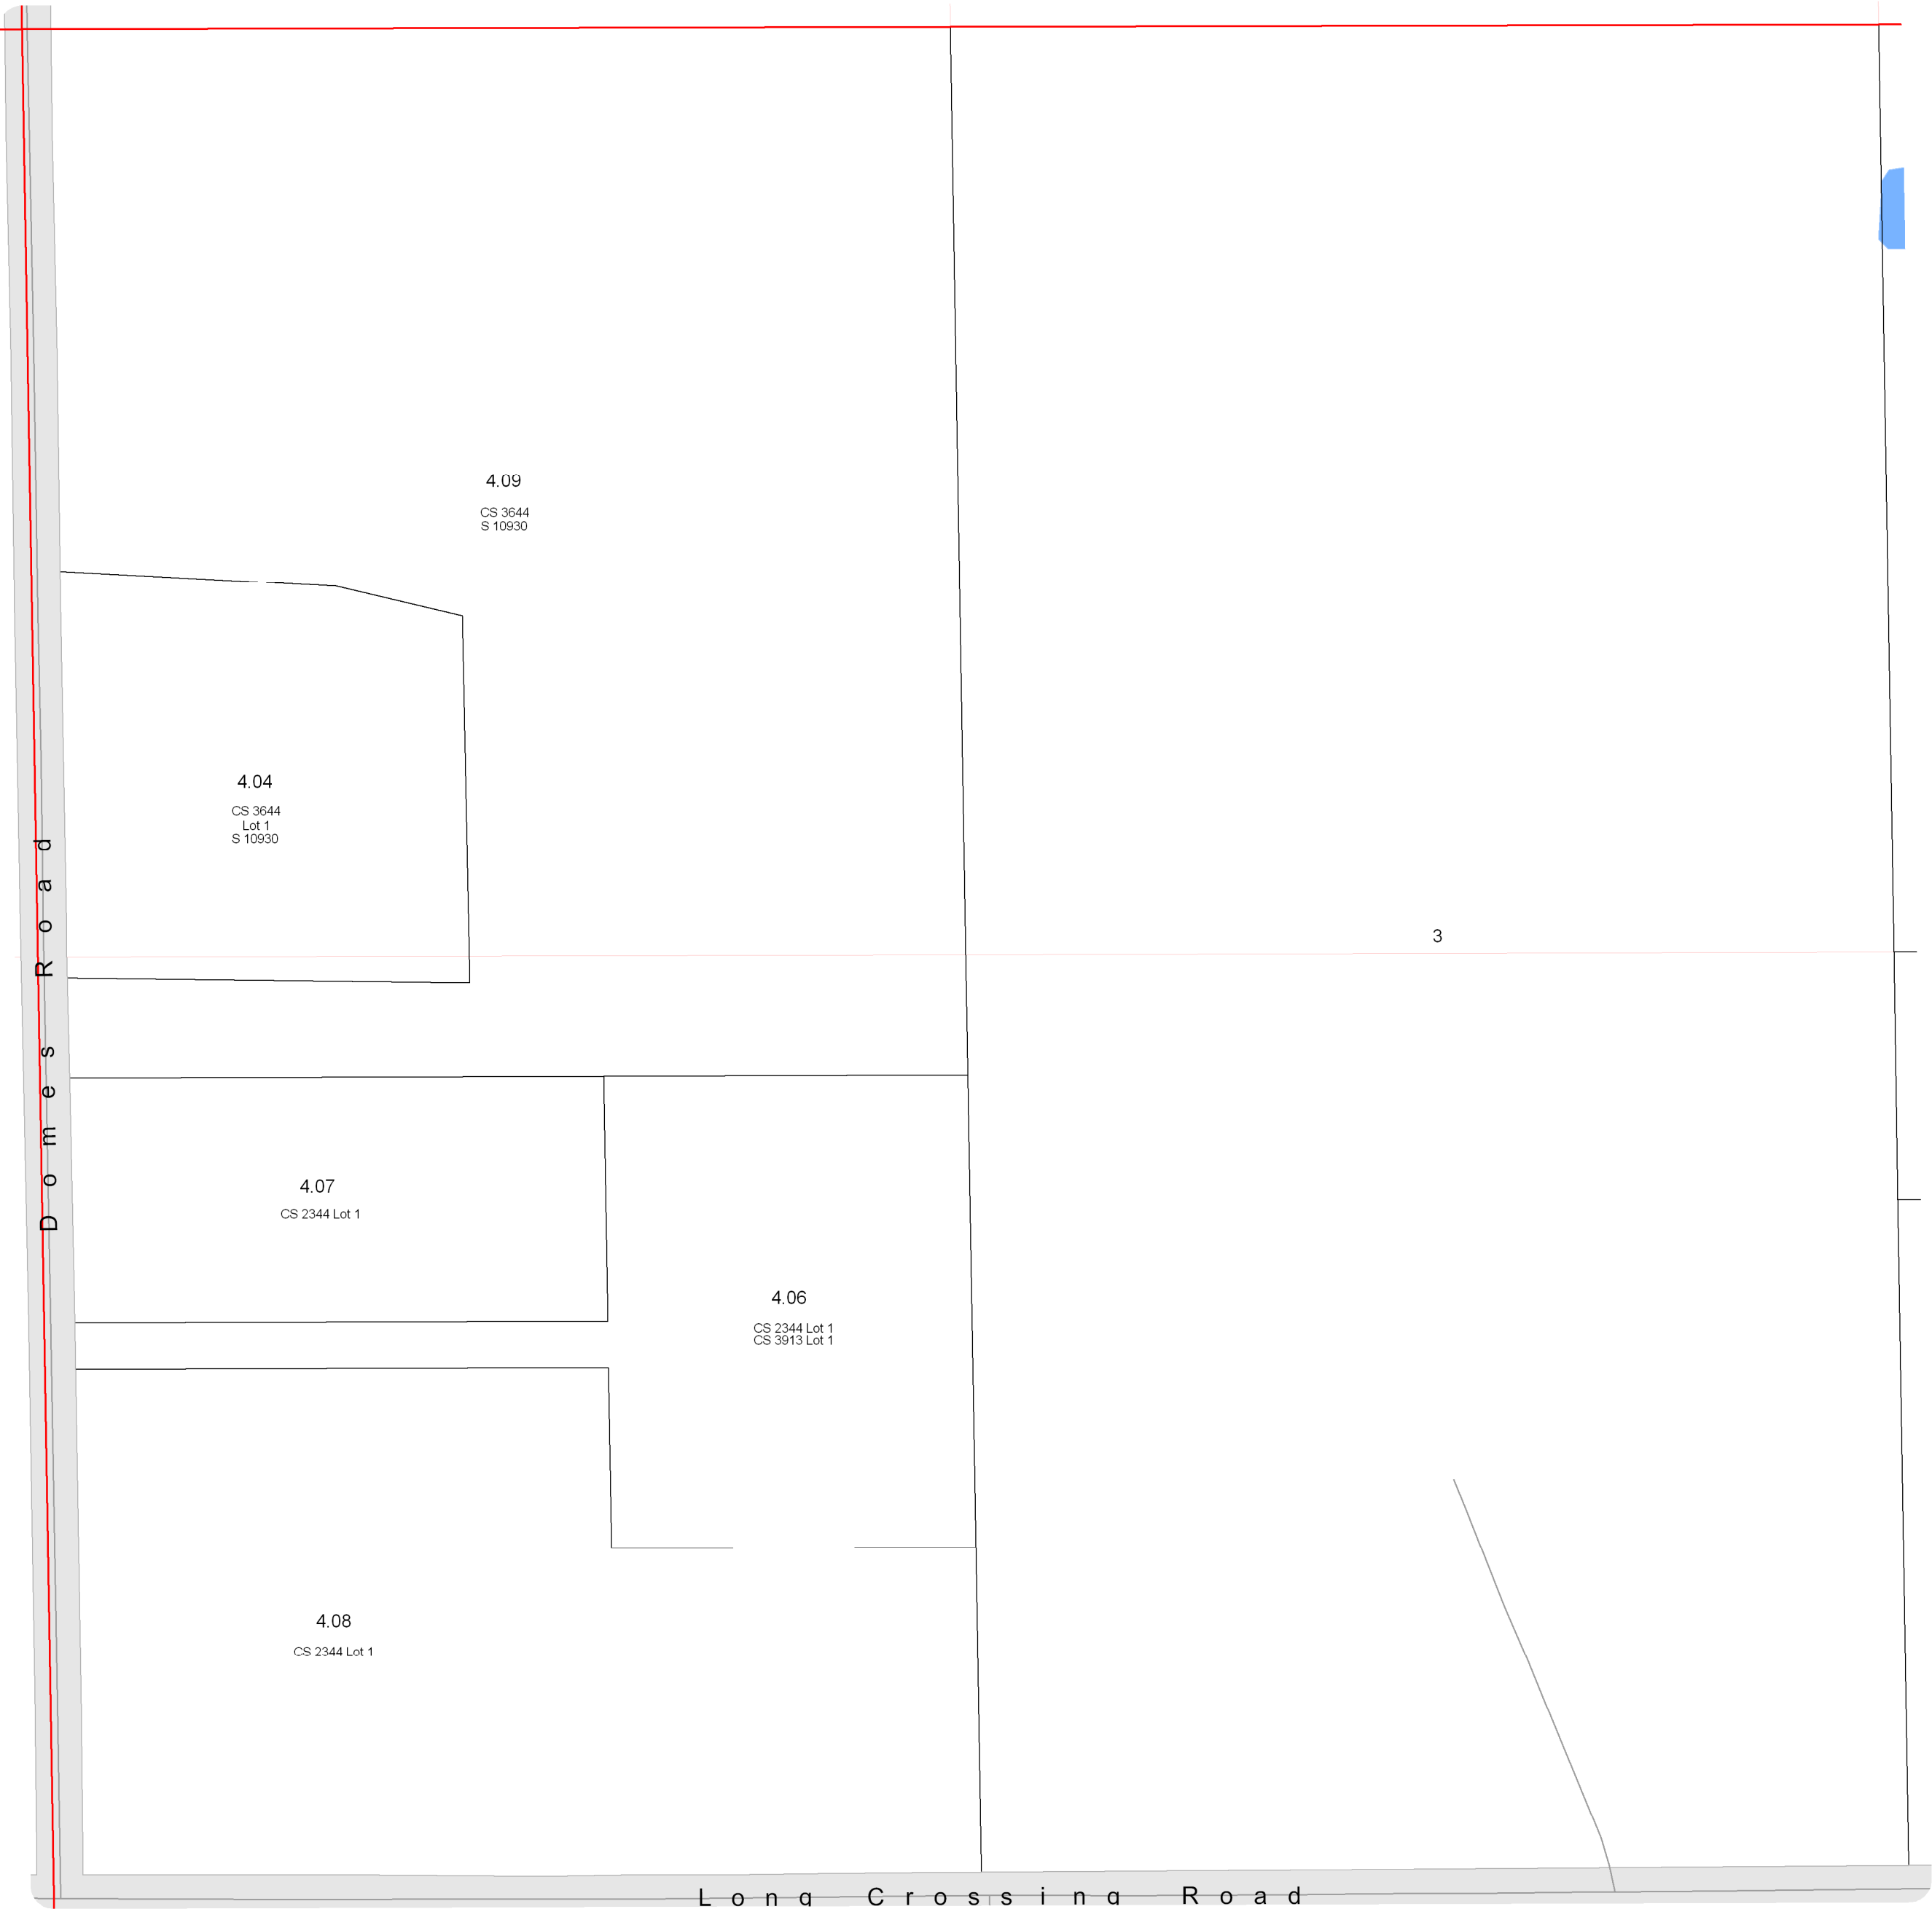 4.09
CS 3644
S 10930
4.04
CS 3644
Lot 1
S 10930
Domes Road
3
4.07
CS 2344 Lot 1
4.06
CS 2344 Lot 1
CS 3913 Lot 1
4.08
CS 2344 Lot 1
Long Crossing Road